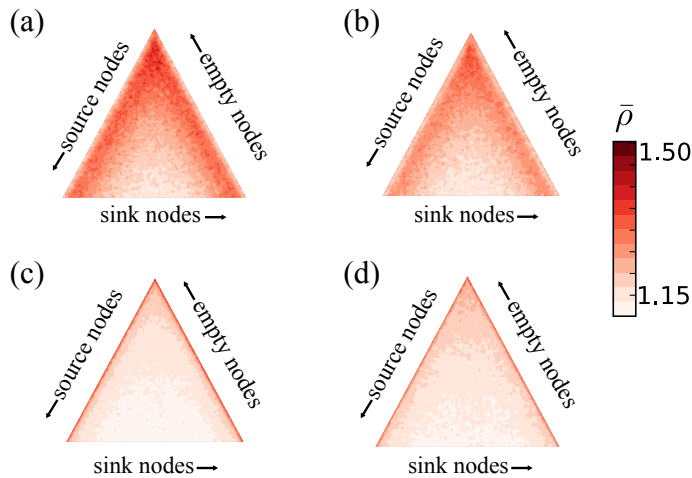 (a)
source nodes
empty nodes
sink nodes
(b)
source nodes
empty nodes
sink nodes
ρ̄
1.50
1.15
(c)
source nodes
empty nodes
sink nodes
(d)
source nodes
empty nodes
sink nodes